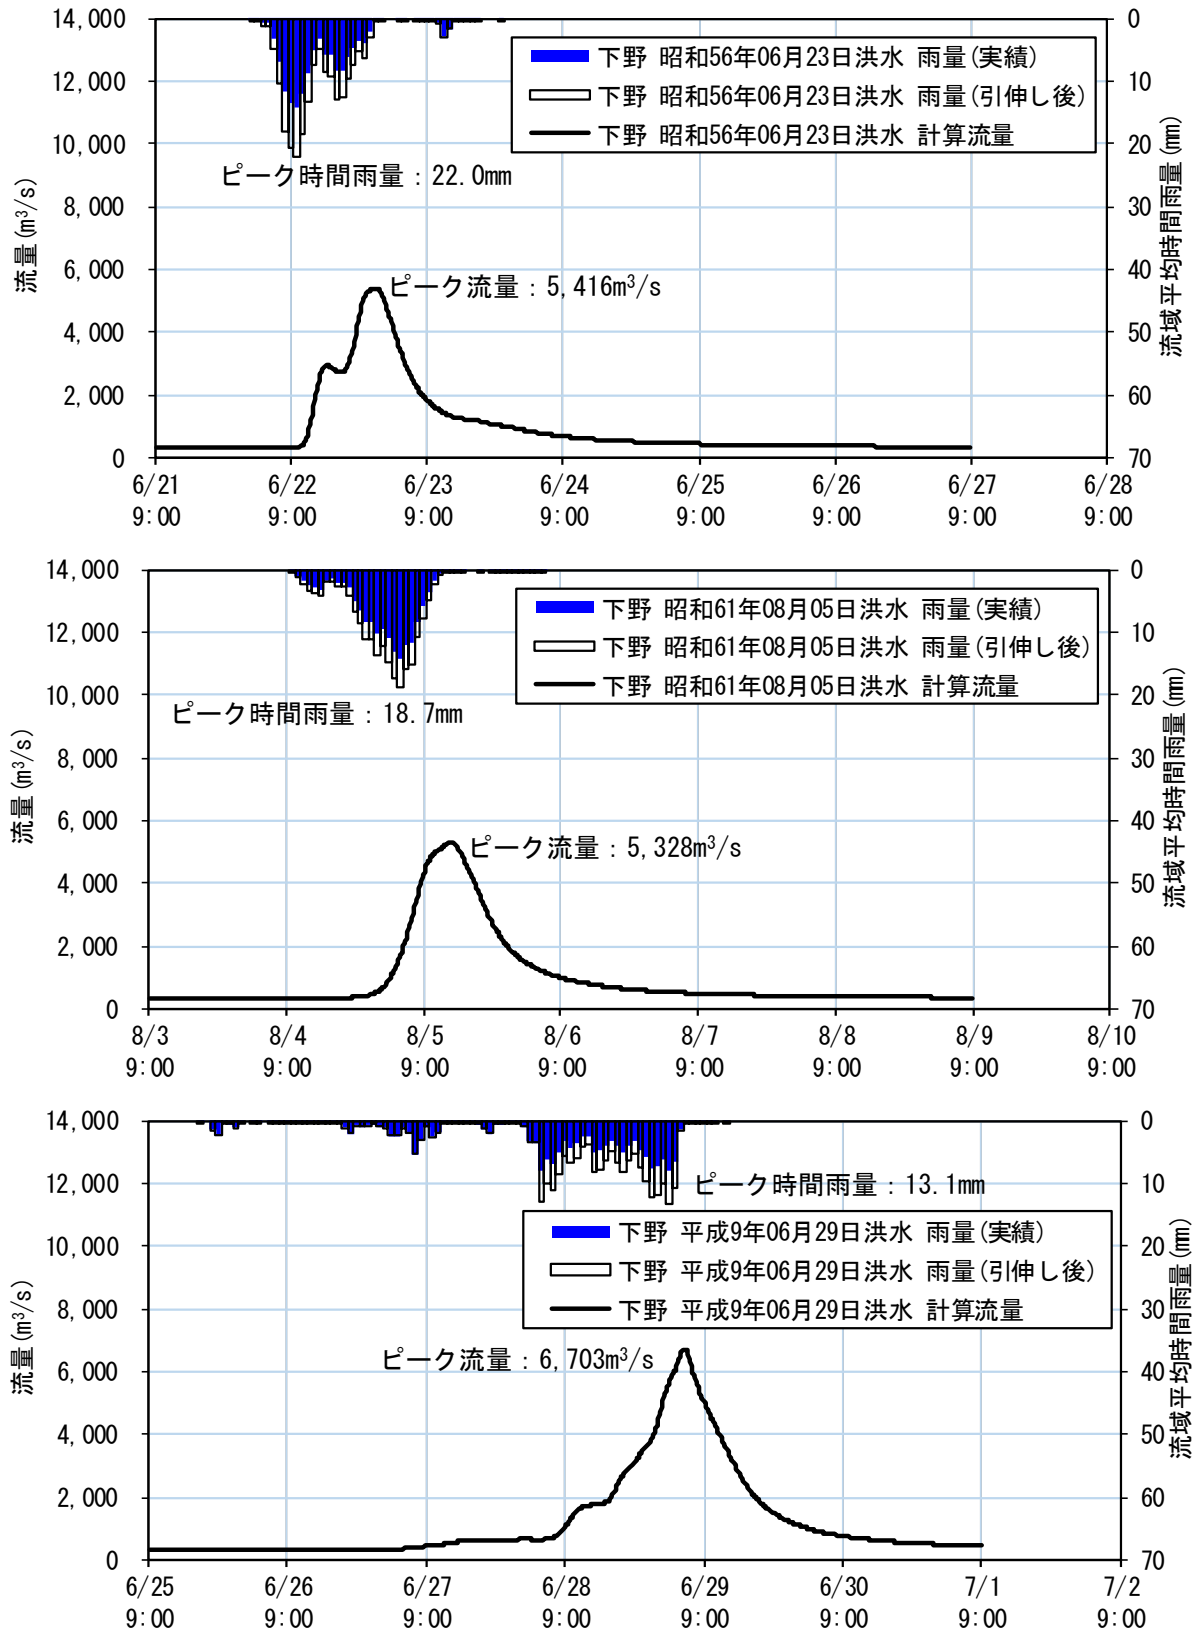 14,000
12,000
10,000
8,000
6,000
4,000
2,000
0
流量(m³/s)
0
10
20
30
40
50
60
70
流域平均時間雨量(㎜)
下野 昭和56年06月23日洪水 雨量(実績)
下野 昭和56年06月23日洪水 雨量(引伸し後)
下野 昭和56年06月23日洪水 計算流量
ピーク時間雨量：22.0mm
ピーク流量：5,416m³/s
6/21 6/22 6/23 6/24 6/25 6/26 6/27 6/28
9:00 9:00 9:00 9:00 9:00 9:00 9:00 9:00
14,000
12,000
10,000
8,000
6,000
4,000
2,000
0
流量(m³/s)
0
10
20
30
40
50
60
70
流域平均時間雨量(㎜)
下野 昭和61年08月05日洪水 雨量(実績)
下野 昭和61年08月05日洪水 雨量(引伸し後)
下野 昭和61年08月05日洪水 計算流量
ピーク時間雨量：18.7mm
ピーク流量：5,328m³/s
8/3 8/4 8/5 8/6 8/7 8/8 8/9 8/10
9:00 9:00 9:00 9:00 9:00 9:00 9:00 9:00
14,000
12,000
10,000
8,000
6,000
4,000
2,000
0
流量(m³/s)
0
10
20
30
40
50
60
70
流域平均時間雨量(㎜)
ピーク時間雨量：13.1mm
下野 平成9年06月29日洪水 雨量(実績)
下野 平成9年06月29日洪水 雨量(引伸し後)
下野 平成9年06月29日洪水 計算流量
ピーク流量：6,703m³/s
6/25 6/26 6/27 6/28 6/29 6/30 7/1 7/2
9:00 9:00 9:00 9:00 9:00 9:00 9:00 9:00